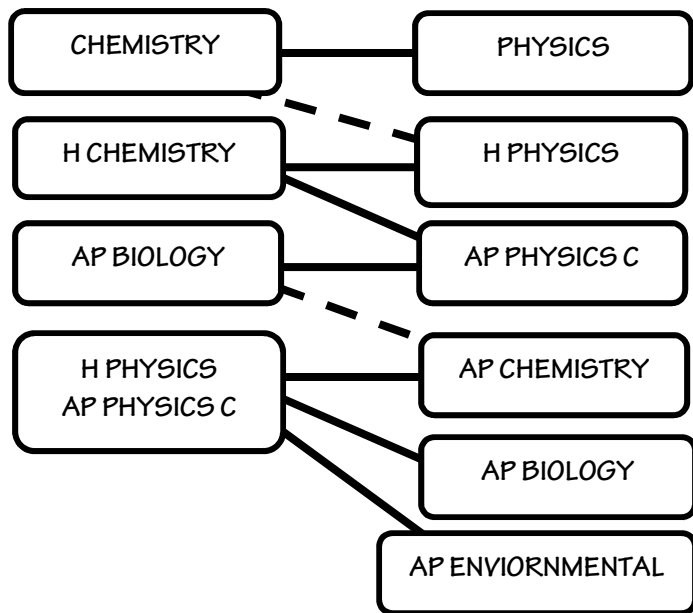 CHEMISTRY
PHYSICS
H CHEMISTRY
H PHYSICS
AP BIOLOGY
AP PHYSICS C
H PHYSICS
AP PHYSICS C
AP CHEMISTRY
AP BIOLOGY
AP ENVIORNMENTAL